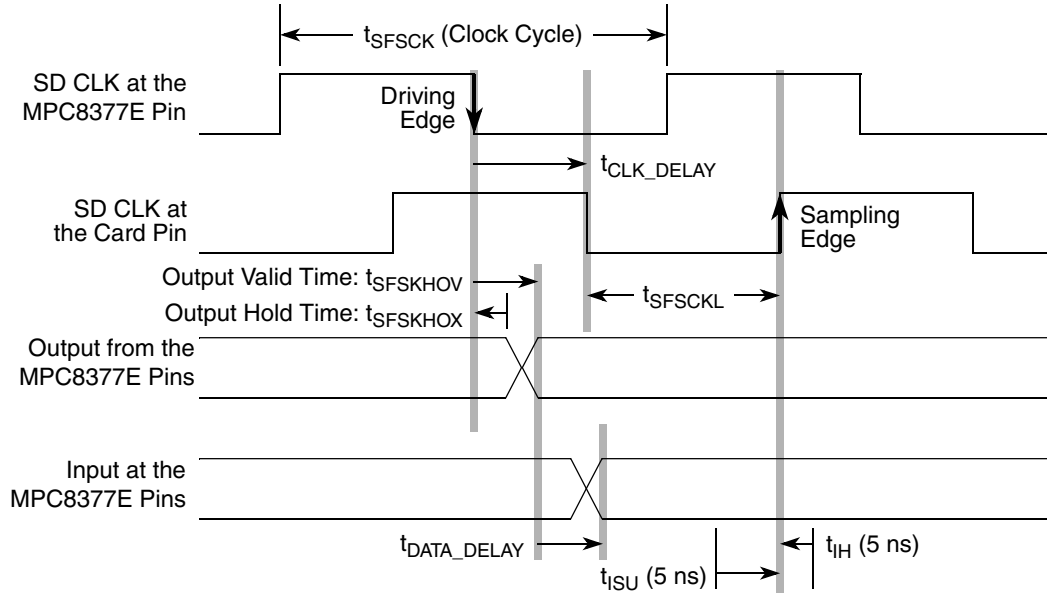 tSFSCK (Clock Cycle)
SD CLK at the
MPC8377E Pin
Driving
Edge
tCLK_DELAY
SD CLK at
the Card Pin
Sampling
Edge
Output Valid Time: tSFSKHOV
tSFSCKL
Output Hold Time: tSFSKHOX
Output from the
MPC8377E Pins
Input at the
MPC8377E Pins
tDATA_DELAY
tIH (5 ns)
tISU (5 ns)